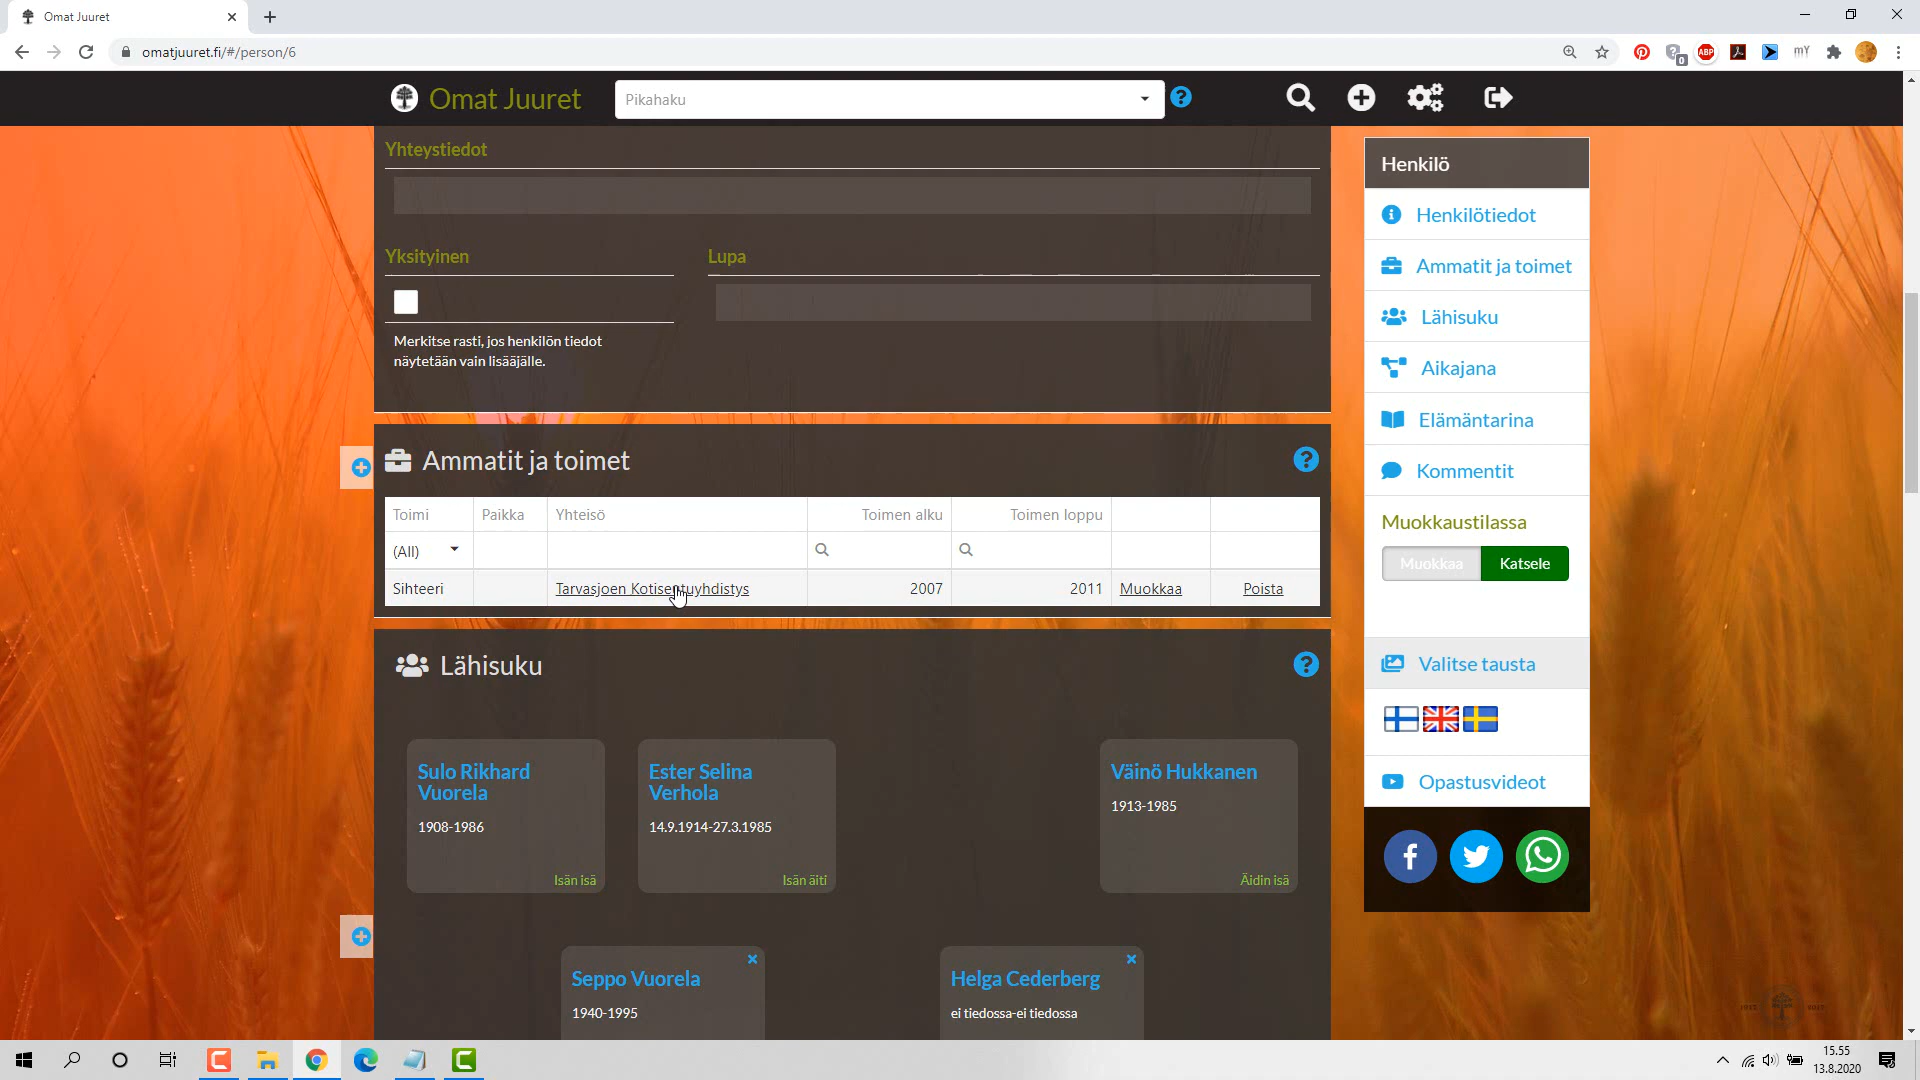 Omat Juuret
omatjuuret.fi/#/person/6
0
ABP
mY
Omat Juuret
Pikahaku
Yhteystiedot
Yksityinen
Lupa
Merkitse rasti, jos henkilön tiedot
näytetään vain lisääjälle.
Ammatit ja toimet
Toimi Paikka Yhteisö Toimen alku Toimen loppu
(All)
Sihteeri Tarvasjoen Kotiseutuyhdistys 2007 2011 Muokkaa Poista
Lähisuku
Sulo Rikhard
Vuorela
1908-1986
Isän isä
Ester Selina
Verhola
14.9.1914-27.3.1985
Isän äiti
Väinö Hukkanen
1913-1985
Äidin isä
Seppo Vuorela
1940-1995
Helga Cederberg
ei tiedossa-ei tiedossa
Henkilö
Henkilötiedot
Ammatit ja toimet
Lähisuku
Aikajana
Elämäntarina
Kommentit
Muokkaustilassa
Muokkaa Katsele
Valitse tausta
Opastusvideot
15.55
13.8.2020